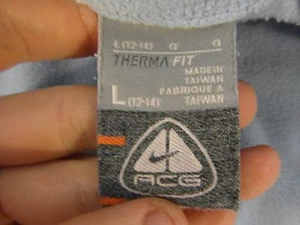 L (12-14) G G
THERMA FIT
MADE IN
TAIWAN
L (12-14)
FABRIQUÉ A
TAIWAN
ACG